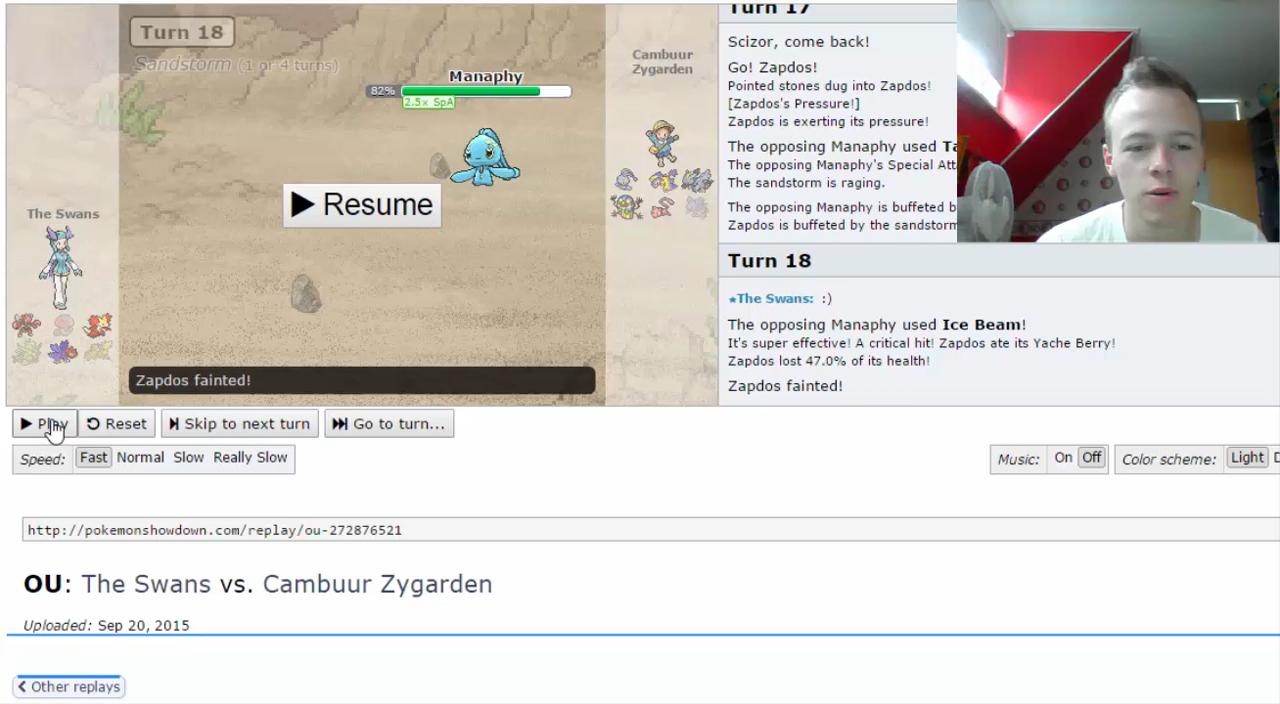 Turn 18
Sandstorm (1 or 4 turns)
Manaphy
82%
2.5x SpA
The Swans
Cambuur
Zygarden
Resume
Zapdos fainted!
Turn 17
Scizor, come back!
Go! Zapdos!
Pointed stones dug into Zapdos!
[Zapdos's Pressure!]
Zapdos is exerting its pressure!
The opposing Manaphy used Ta
The opposing Manaphy's Special Att
The sandstorm is raging.
The opposing Manaphy is buffeted b
Zapdos is buffeted by the sandstorm
Turn 18
★The Swans: :)
The opposing Manaphy used Ice Beam!
It's super effective! A critical hit! Zapdos ate its Yache Berry!
Zapdos lost 47.0% of its health!
Zapdos fainted!
Play Reset Skip to next turn Go to turn...
Speed: Fast Normal Slow Really Slow
Music: On Off Color scheme: Light D
http://pokemonshowdown.com/replay/ou-272876521
OU: The Swans vs. Cambuur Zygarden
Uploaded: Sep 20, 2015
Other replays